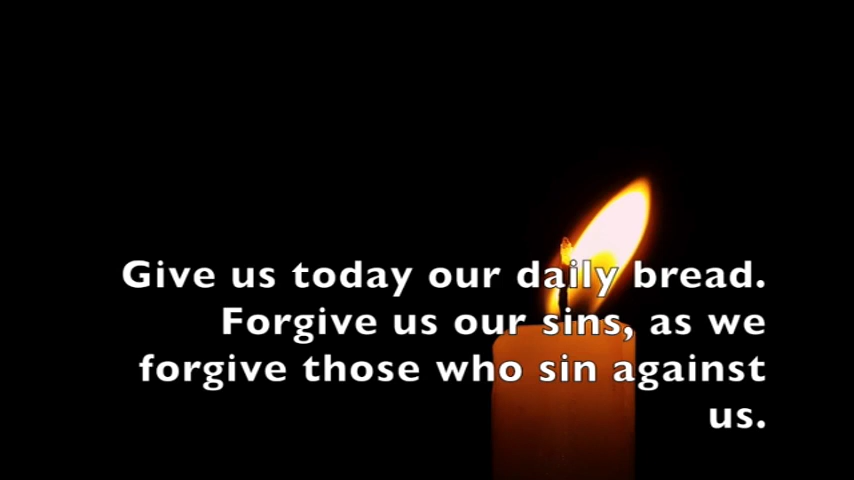 Give us today our daily bread.
Forgive us our sins, as we
forgive those who sin against
us.